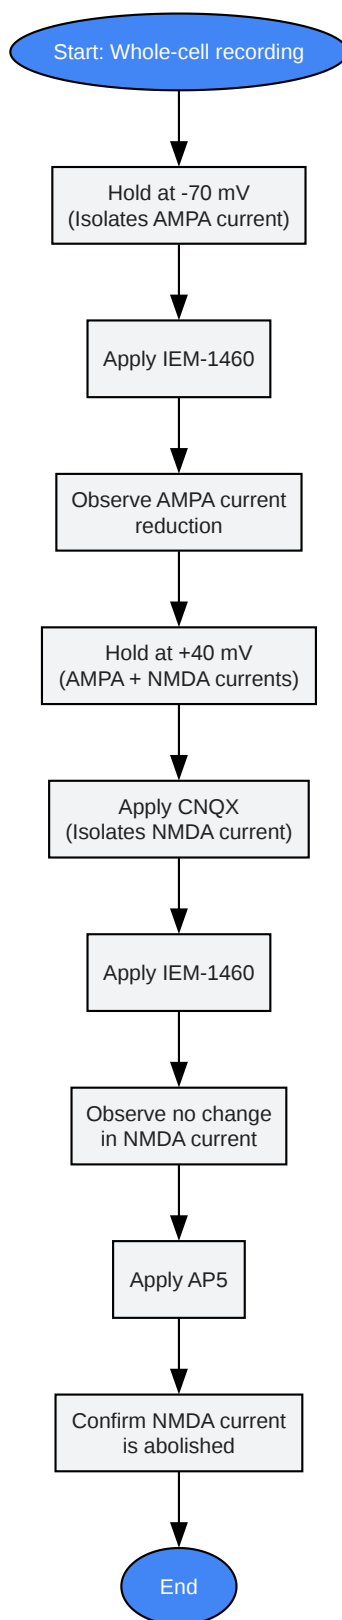 Start: Whole-cell recording
Hold at -70 mV
(Isolates AMPA current)
Apply IEM-1460
Observe AMPA current
reduction
Hold at +40 mV
(AMPA + NMDA currents)
Apply CNQX
(Isolates NMDA current)
Apply IEM-1460
Observe no change
in NMDA current
Apply AP5
Confirm NMDA current
is abolished
End